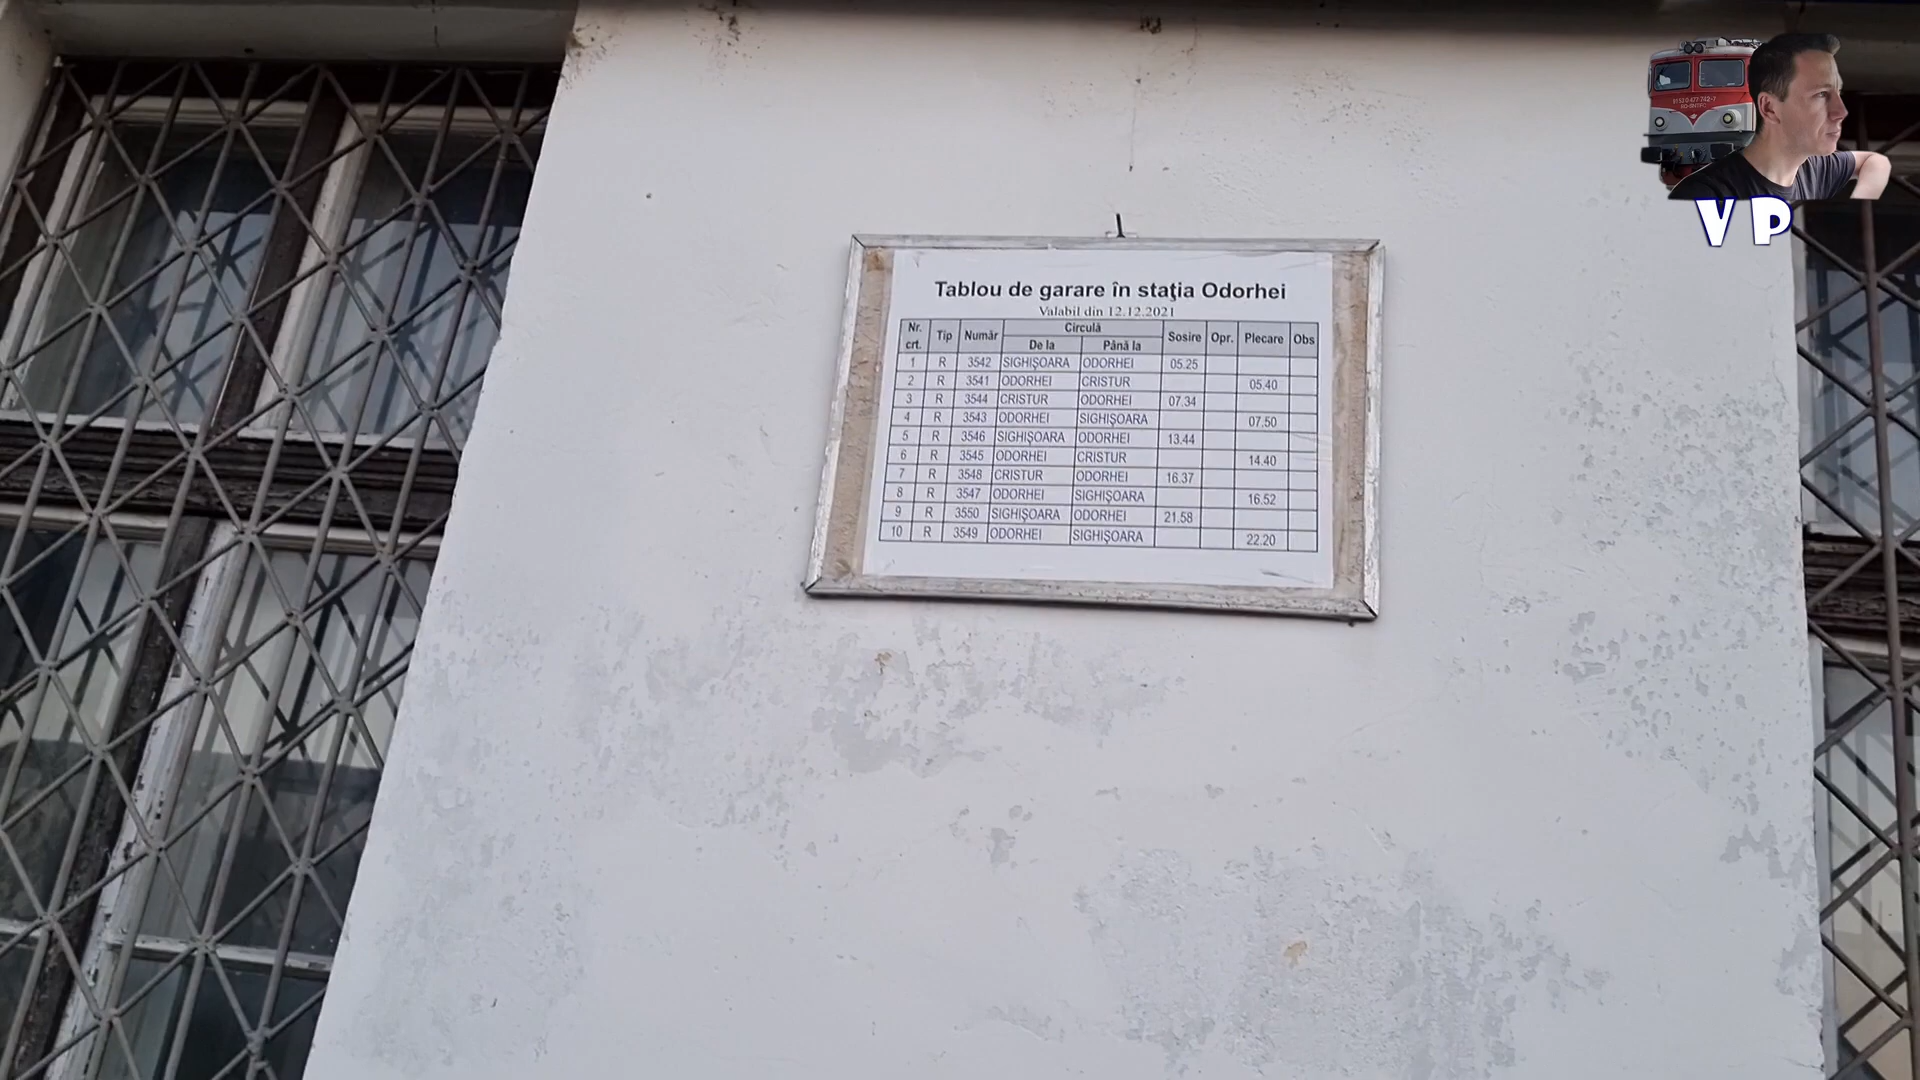 Tablou de garare în staţia Odorhei
Valabil din 12.12.2021
Nr. crt. Tip Număr Circulă Sosire Opr. Plecare Obs
De la Până la
1 R 3542 SIGHIŞOARA ODORHEI 05.25
2 R 3541 ODORHEI CRISTUR 05.40
3 R 3544 CRISTUR ODORHEI 07.34
4 R 3543 ODORHEI SIGHIŞOARA 07.50
5 R 3546 SIGHIŞOARA ODORHEI 13.44
6 R 3545 ODORHEI CRISTUR 14.40
7 R 3548 CRISTUR ODORHEI 16.37
8 R 3547 ODORHEI SIGHIŞOARA 16.52
9 R 3550 SIGHIŞOARA ODORHEI 21.58
10 R 3549 ODORHEI SIGHIŞOARA 22.20
VP